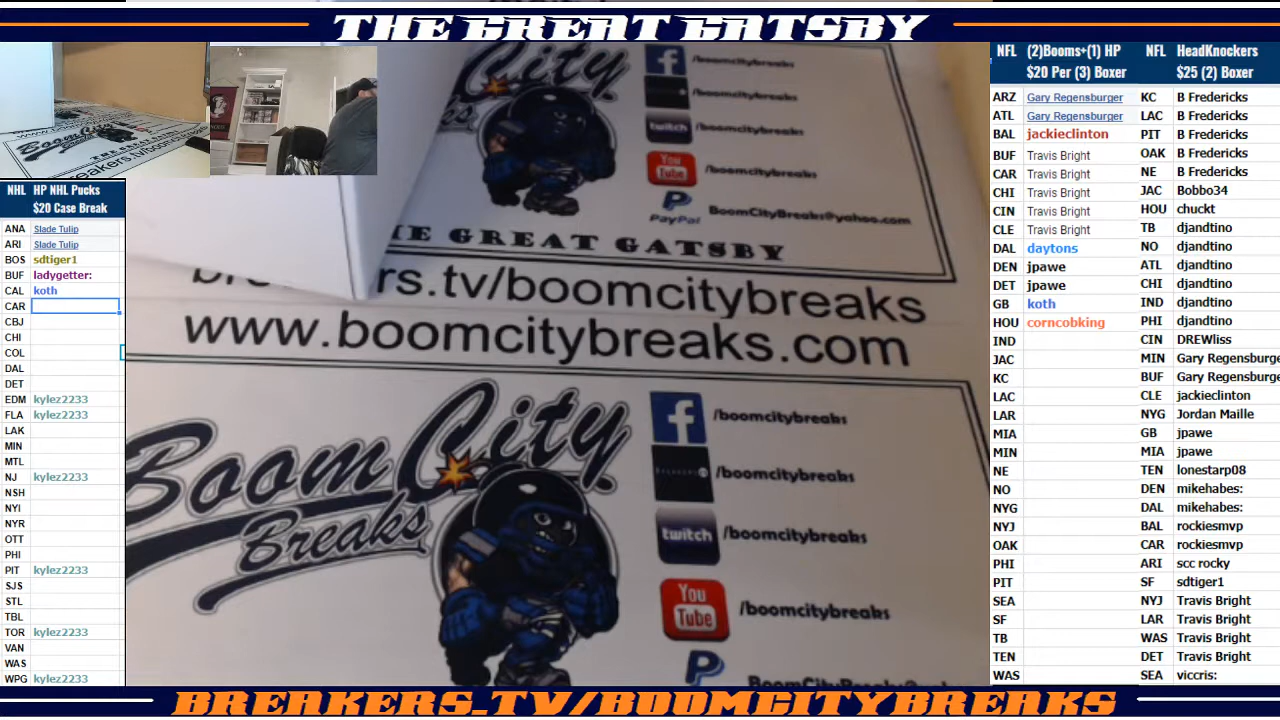 THE GREAT GATSBY
NHL HP NHL Pucks
$20 Case Break
ANA Slade Tulip
ARI Slade Tulip
BOS sdtiger1
BUF ladygetter:
CAL koth
CAR
CBJ
CHI
COL
DAL
DET
EDM kylez2233
FLA kylez2233
LAK
MIN
MTL
NJ kylez2233
NSH
NYI
NYR
OTT
PHI
PIT kylez2233
SJS
STL
TBL
TOR kylez2233
VAN
WAS
WPG kylez2233
City
/boomcitybreaks
/boomcitybreaks
twitch /boomcitybreaks
You Tube /boomcitybreaks
PayPal BoomCityBreaks@yahoo.com
HE GREAT GATSBY
rs.tv/boomcitybreaks
www.boomcitybreaks.com
Boom City Breaks
/boomcitybreaks
/boomcitybreaks
twitch /boomcitybreaks
You Tube /boomcitybreaks
NFL (2)Booms+(1) HP
$20 Per (3) Boxer
ARZ Gary Regensburger
ATL Gary Regensburger
BAL jackieclinton
BUF Travis Bright
CAR Travis Bright
CHI Travis Bright
CIN Travis Bright
CLE Travis Bright
DAL daytons
DEN jpawe
DET jpawe
GB koth
HOU corncobking
IND
JAC
KC
LAC
LAR
MIA
MIN
NE
NO
NYG
NYJ
OAK
PHI
PIT
SEA
SF
TB
TEN
WAS
NFL HeadKnockers
$25 (2) Boxer
KC B Fredericks
LAC B Fredericks
PIT B Fredericks
OAK B Fredericks
NE B Fredericks
JAC Bobbo34
HOU chuckt
TB djandtino
NO djandtino
ATL djandtino
CHI djandtino
IND djandtino
PHI djandtino
CIN DREWliss
MIN Gary Regensburge
BUF Gary Regensburge
CLE jackieclinton
NYG Jordan Maille
GB jpawe
MIA jpawe
TEN lonestarp08
DEN mikehabes:
DAL mikehabes:
BAL rockiesmvp
CAR rockiesmvp
ARI scc rocky
SF sdtiger1
NYJ Travis Bright
LAR Travis Bright
WAS Travis Bright
DET Travis Bright
SEA viccris:
BREAKERS.TV/BOOMCITYBREAKS